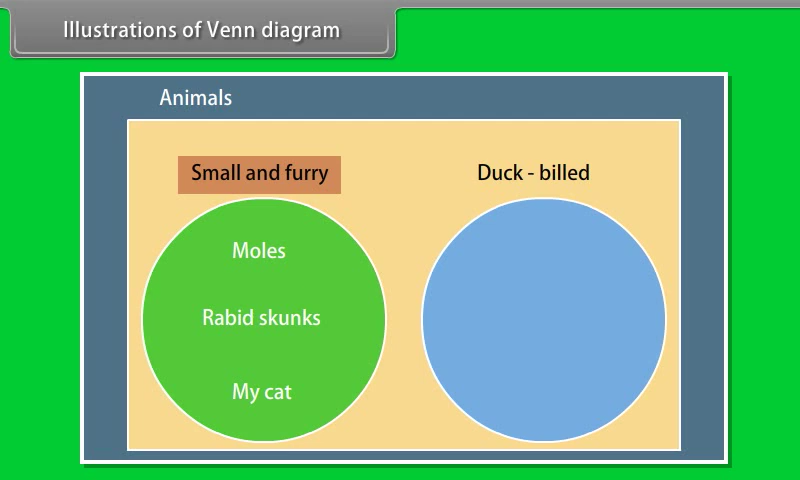 Illustrations of Venn diagram
Animals
Small and furry
Duck - billed
Moles
Rabid skunks
My cat